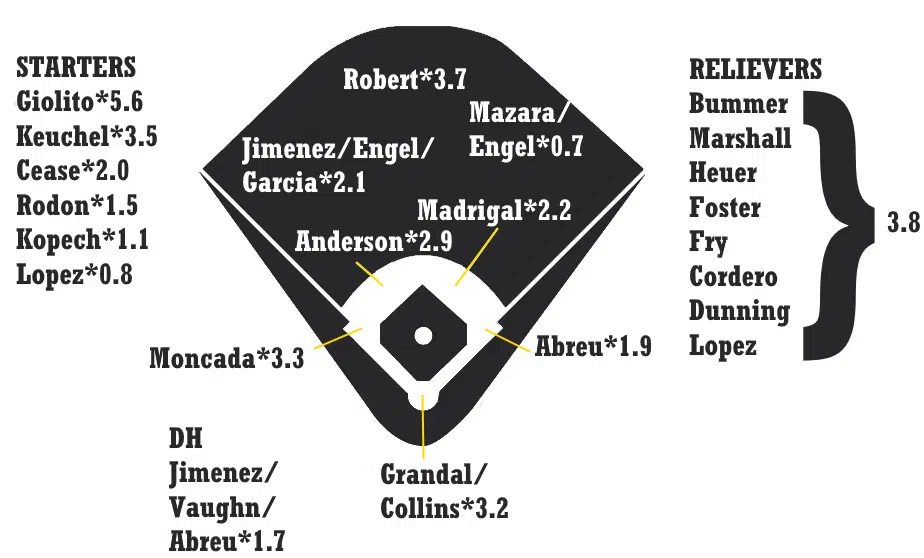 STARTERS
Giolito*5.6
Keuchel*3.5
Cease*2.0
Rodon*1.5
Kopech*1.1
Lopez*0.8
Robert*3.7
Mazara/
Engel*0.7
Jimenez/Engel/
Garcia*2.1
Madrigal*2.2
Anderson*2.9
Moncada*3.3
Abreu*1.9
DH
Jimenez/
Vaughn/
Abreu*1.7
Grandal/
Collins*3.2
RELIEVERS
Bummer
Marshall
Heuer
Foster
Fry
Cordero
Dunning
Lopez
3.8